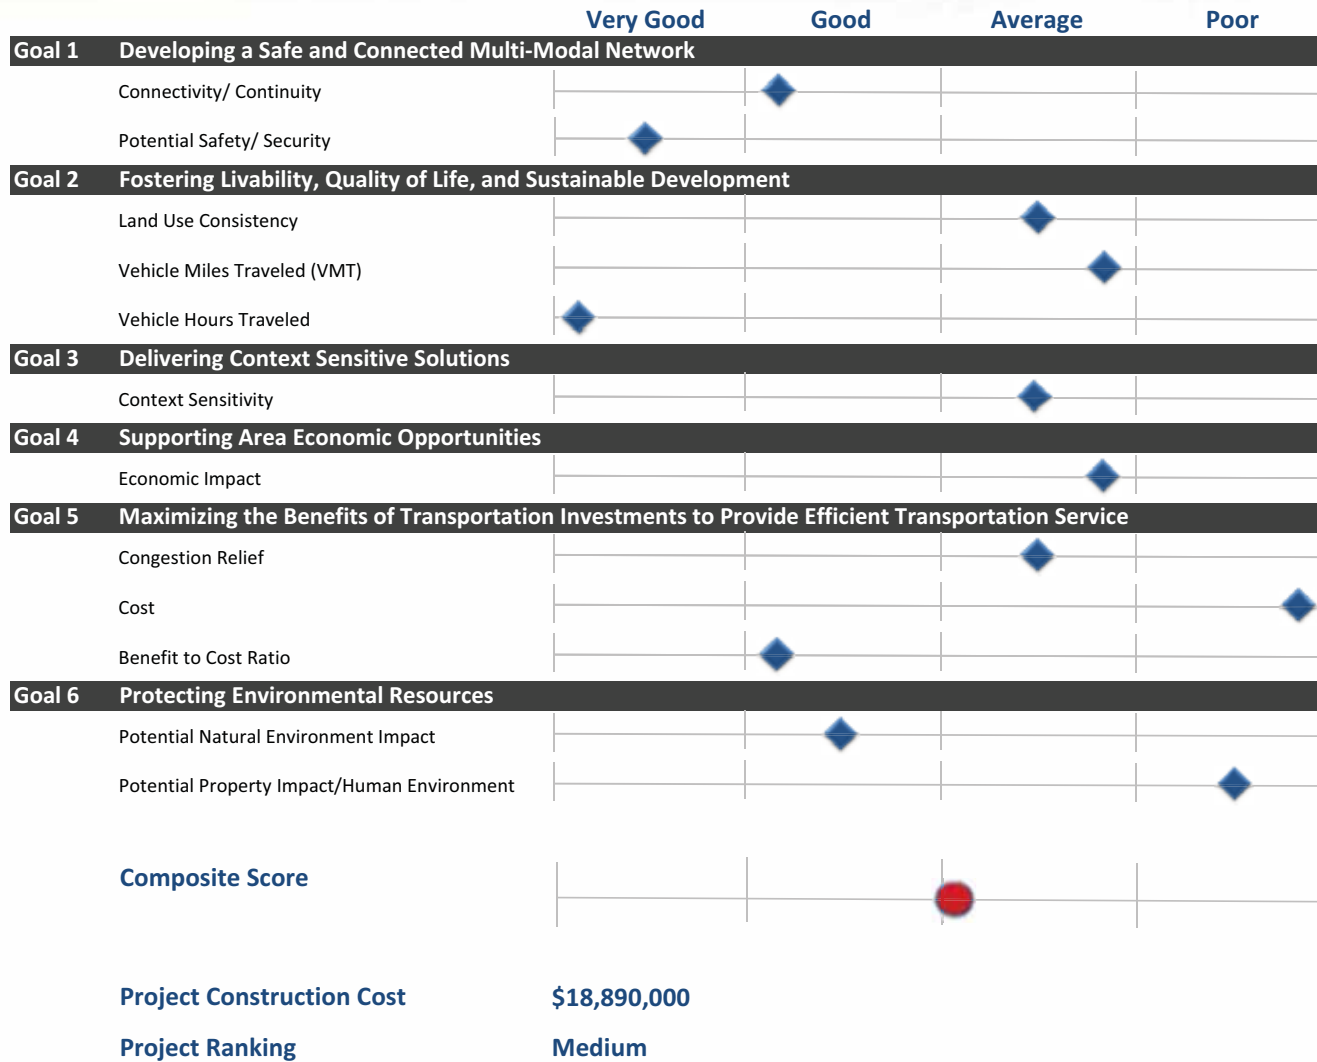 Very Good Good Average Poor
Goal 1 Developing a Safe and Connected Multi-Modal Network
Connectivity/ Continuity
Potential Safety/ Security
Goal 2 Fostering Livability, Quality of Life, and Sustainable Development
Land Use Consistency
Vehicle Miles Traveled (VMT)
Vehicle Hours Traveled
Goal 3 Delivering Context Sensitive Solutions
Context Sensitivity
Goal 4 Supporting Area Economic Opportunities
Economic Impact
Goal 5 Maximizing the Benefits of Transportation Investments to Provide Efficient Transportation Service
Congestion Relief
Cost
Benefit to Cost Ratio
Goal 6 Protecting Environmental Resources
Potential Natural Environment Impact
Potential Property Impact/Human Environment
Composite Score
Project Construction Cost $18,890,000
Project Ranking Medium